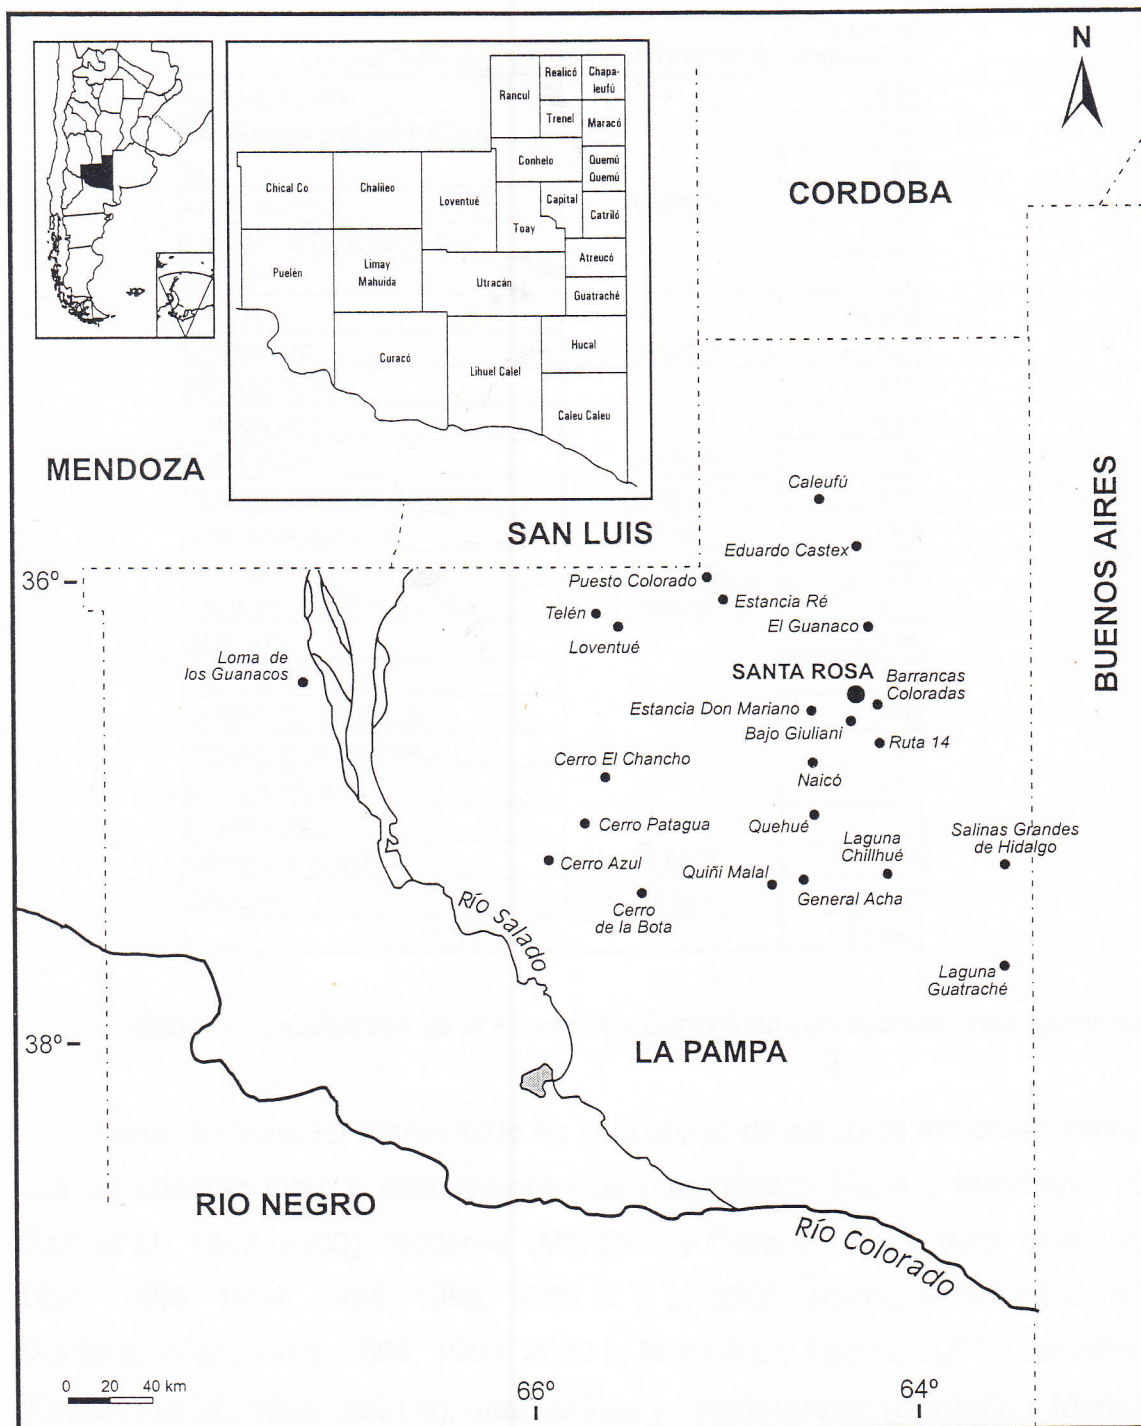 N
Rancul
Realicó
Chapa-
leufú
Trenel
Maracó
Conhelo
Quemú
Quemú
Chical Co
Chalileo
Loventué
Capital
Catriló
Toay
Puelén
Limay
Mahuida
Utracán
Atreucó
Guatraché
Curacó
Lihuel Calel
Hucal
Caleu Caleu
CORDOBA
MENDOZA
SAN LUIS
BUENOS AIRES
Caleufú
Eduardo Castex
36º
Puesto Colorado
Estancia Ré
Telén
El Guanaco
Loventué
Loma de
los Guanacos
SANTA ROSA
Barrancas
Coloradas
Estancia Don Mariano
Bajo Giuliani
Ruta 14
Cerro El Chancho
Naicó
Cerro Patagua
Quehué
Laguna
Chillhué
Salinas Grandes
de Hidalgo
Cerro Azul
Quiñi Malal
General Acha
Cerro
de la Bota
Río Salado
Laguna
Guatraché
38º
LA PAMPA
RIO NEGRO
Río Colorado
0 20 40 km
66º
64º